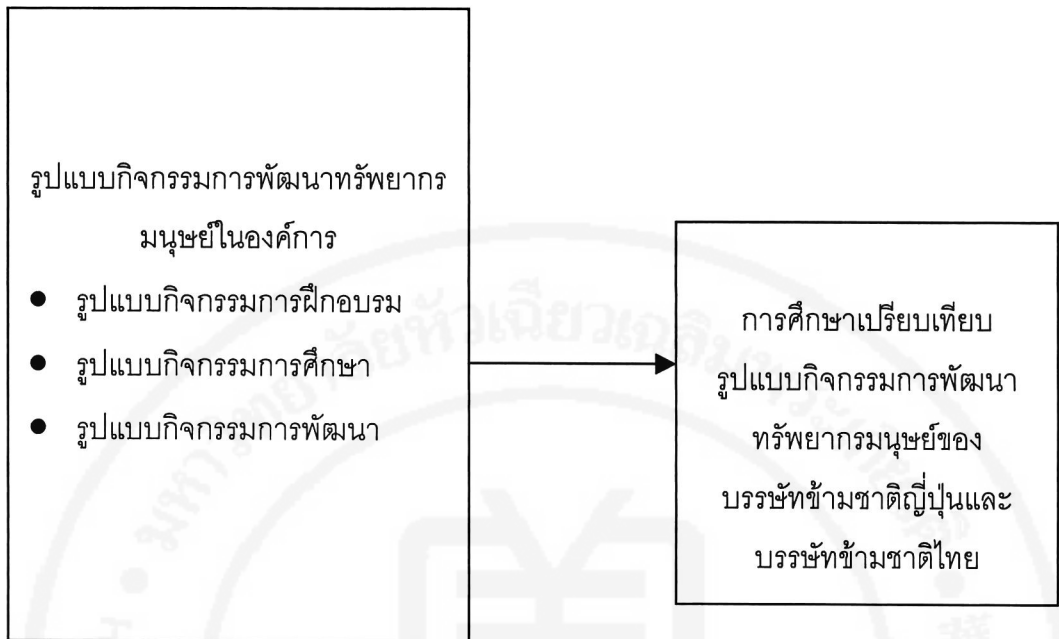 รูปแบบกิจกรรมการพัฒนาทรัพยากร
มนุษย์ในองค์การ
● รูปแบบกิจกรรมการฝึกอบรม
● รูปแบบกิจกรรมการศึกษา
● รูปแบบกิจกรรมการพัฒนา
การศึกษาเปรียบเทียบ
รูปแบบกิจกรรมการพัฒนา
ทรัพยากรมนุษย์ของ
บรรษัทข้ามชาติญี่ปุ่นและ
บรรษัทข้ามชาติไทย